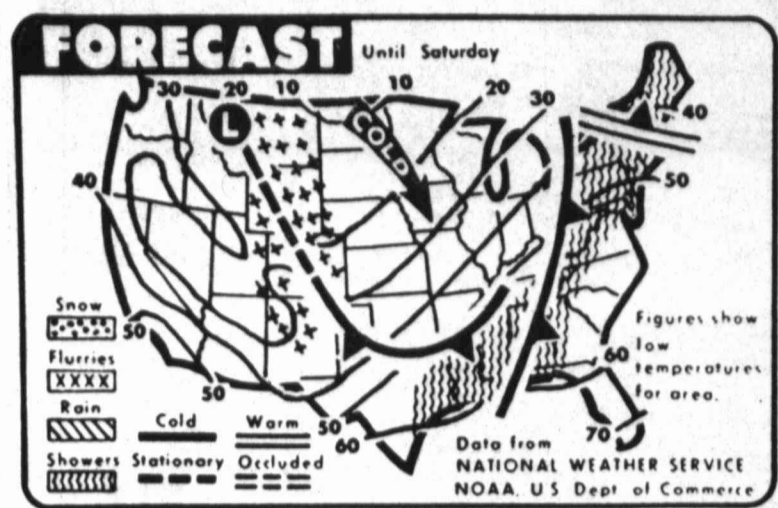 FORECAST
Until Saturday
30 20 10 10 20 30 40
L
COLD
40
50
Snow
50
Flurries
XXXX
Rain
Showers
50
Cold
Warm
Stationary
Occluded
50
60
Figures show
low
60
temperatures
for area.
70
Data from
NATIONAL WEATHER SERVICE
NOAA, U S Dept of Commerce